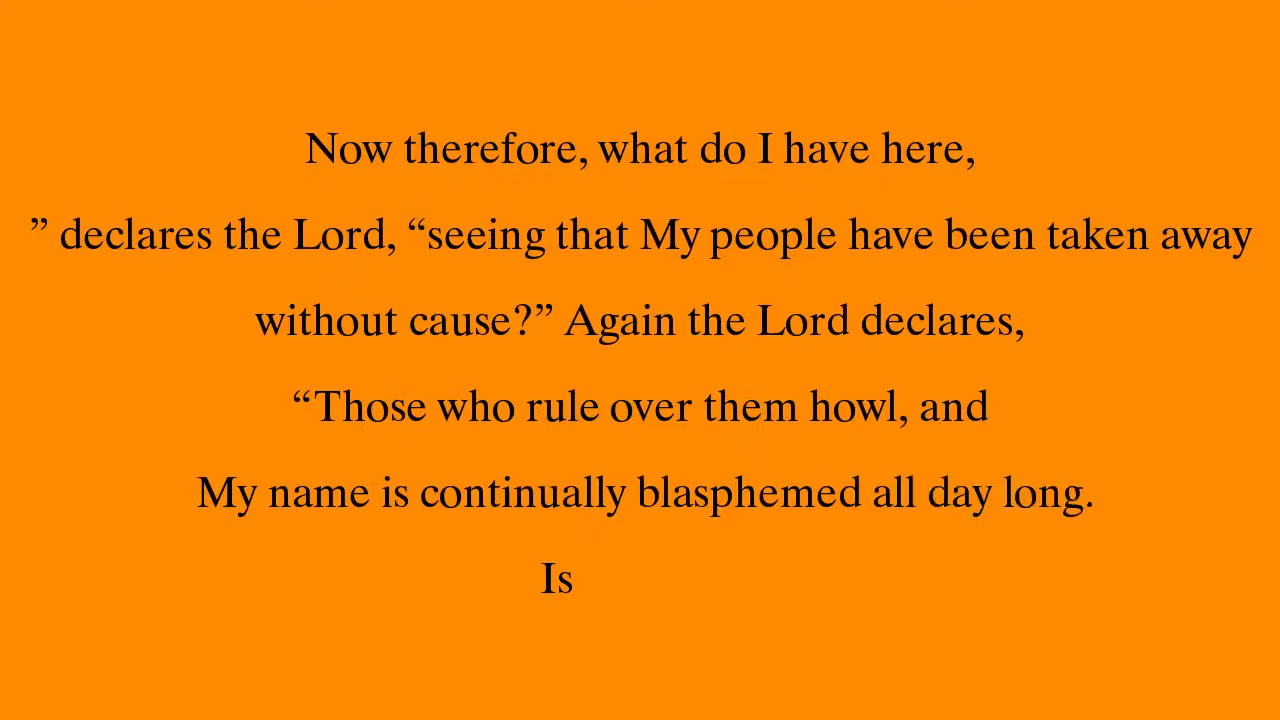 Now therefore, what do I have here,
” declares the Lord, “seeing that My people have been taken away
without cause?” Again the Lord declares,
“Those who rule over them howl, and
My name is continually blasphemed all day long.
Is